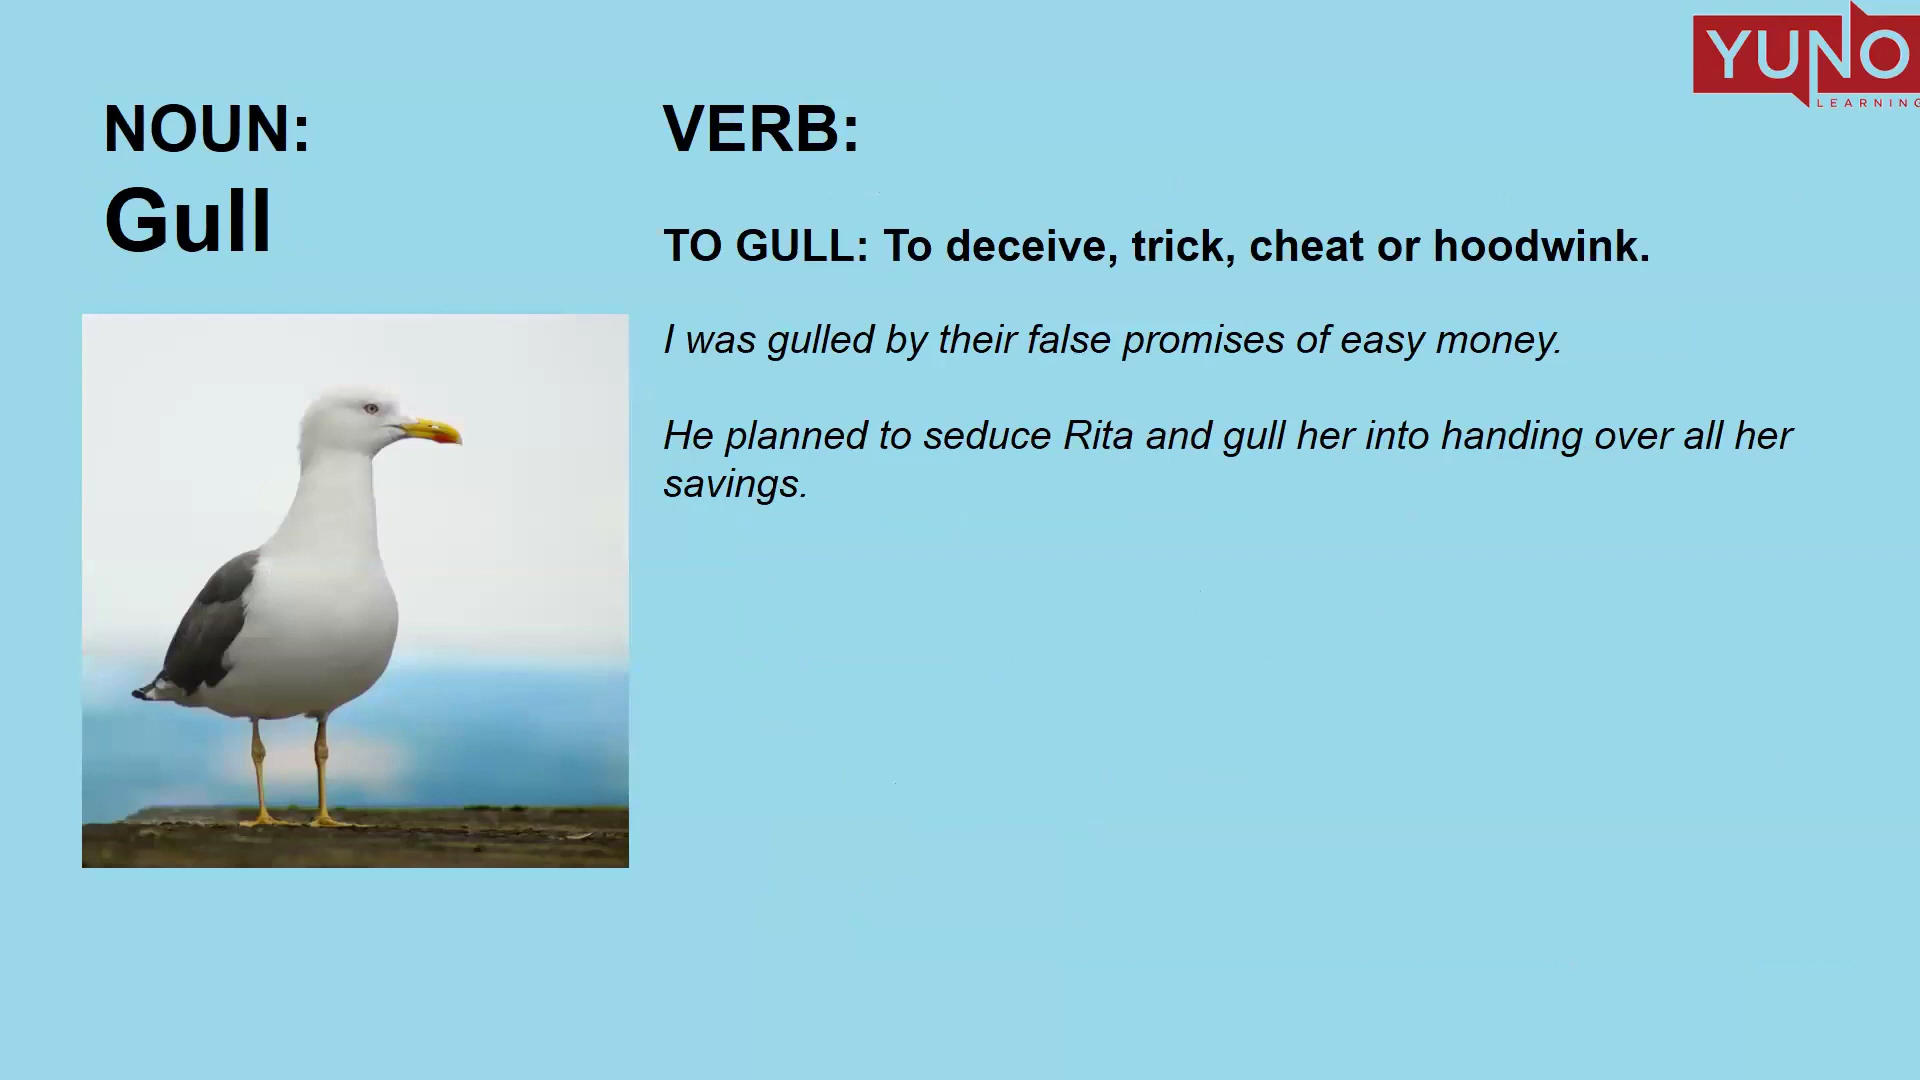 YUNO
LEARNING
NOUN:
Gull
VERB:
TO GULL: To deceive, trick, cheat or hoodwink.
I was gulled by their false promises of easy money.
He planned to seduce Rita and gull her into handing over all her
savings.